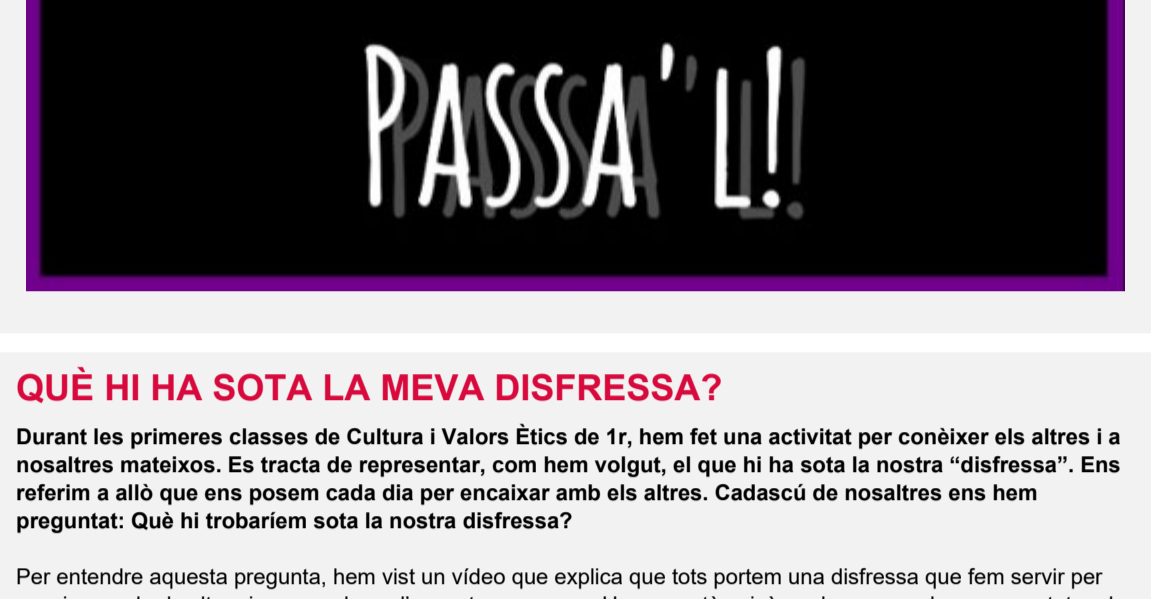 PASSA'L!
QUÈ HI HA SOTA LA MEVA DISFRESSA?
Durant les primeres classes de Cultura i Valors Ètics de 1r, hem fet una activitat per conèixer els altres i a
nosaltres mateixos. Es tracta de representar, com hem volgut, el que hi ha sota la nostra “disfressa”. Ens
referim a allò que ens posem cada dia per encaixar amb els altres. Cadascú de nosaltres ens hem
preguntat: Què hi trobaríem sota la nostra disfressa?
Per entendre aquesta pregunta, hem vist un vídeo que explica que tots portem una disfressa que fem servir per